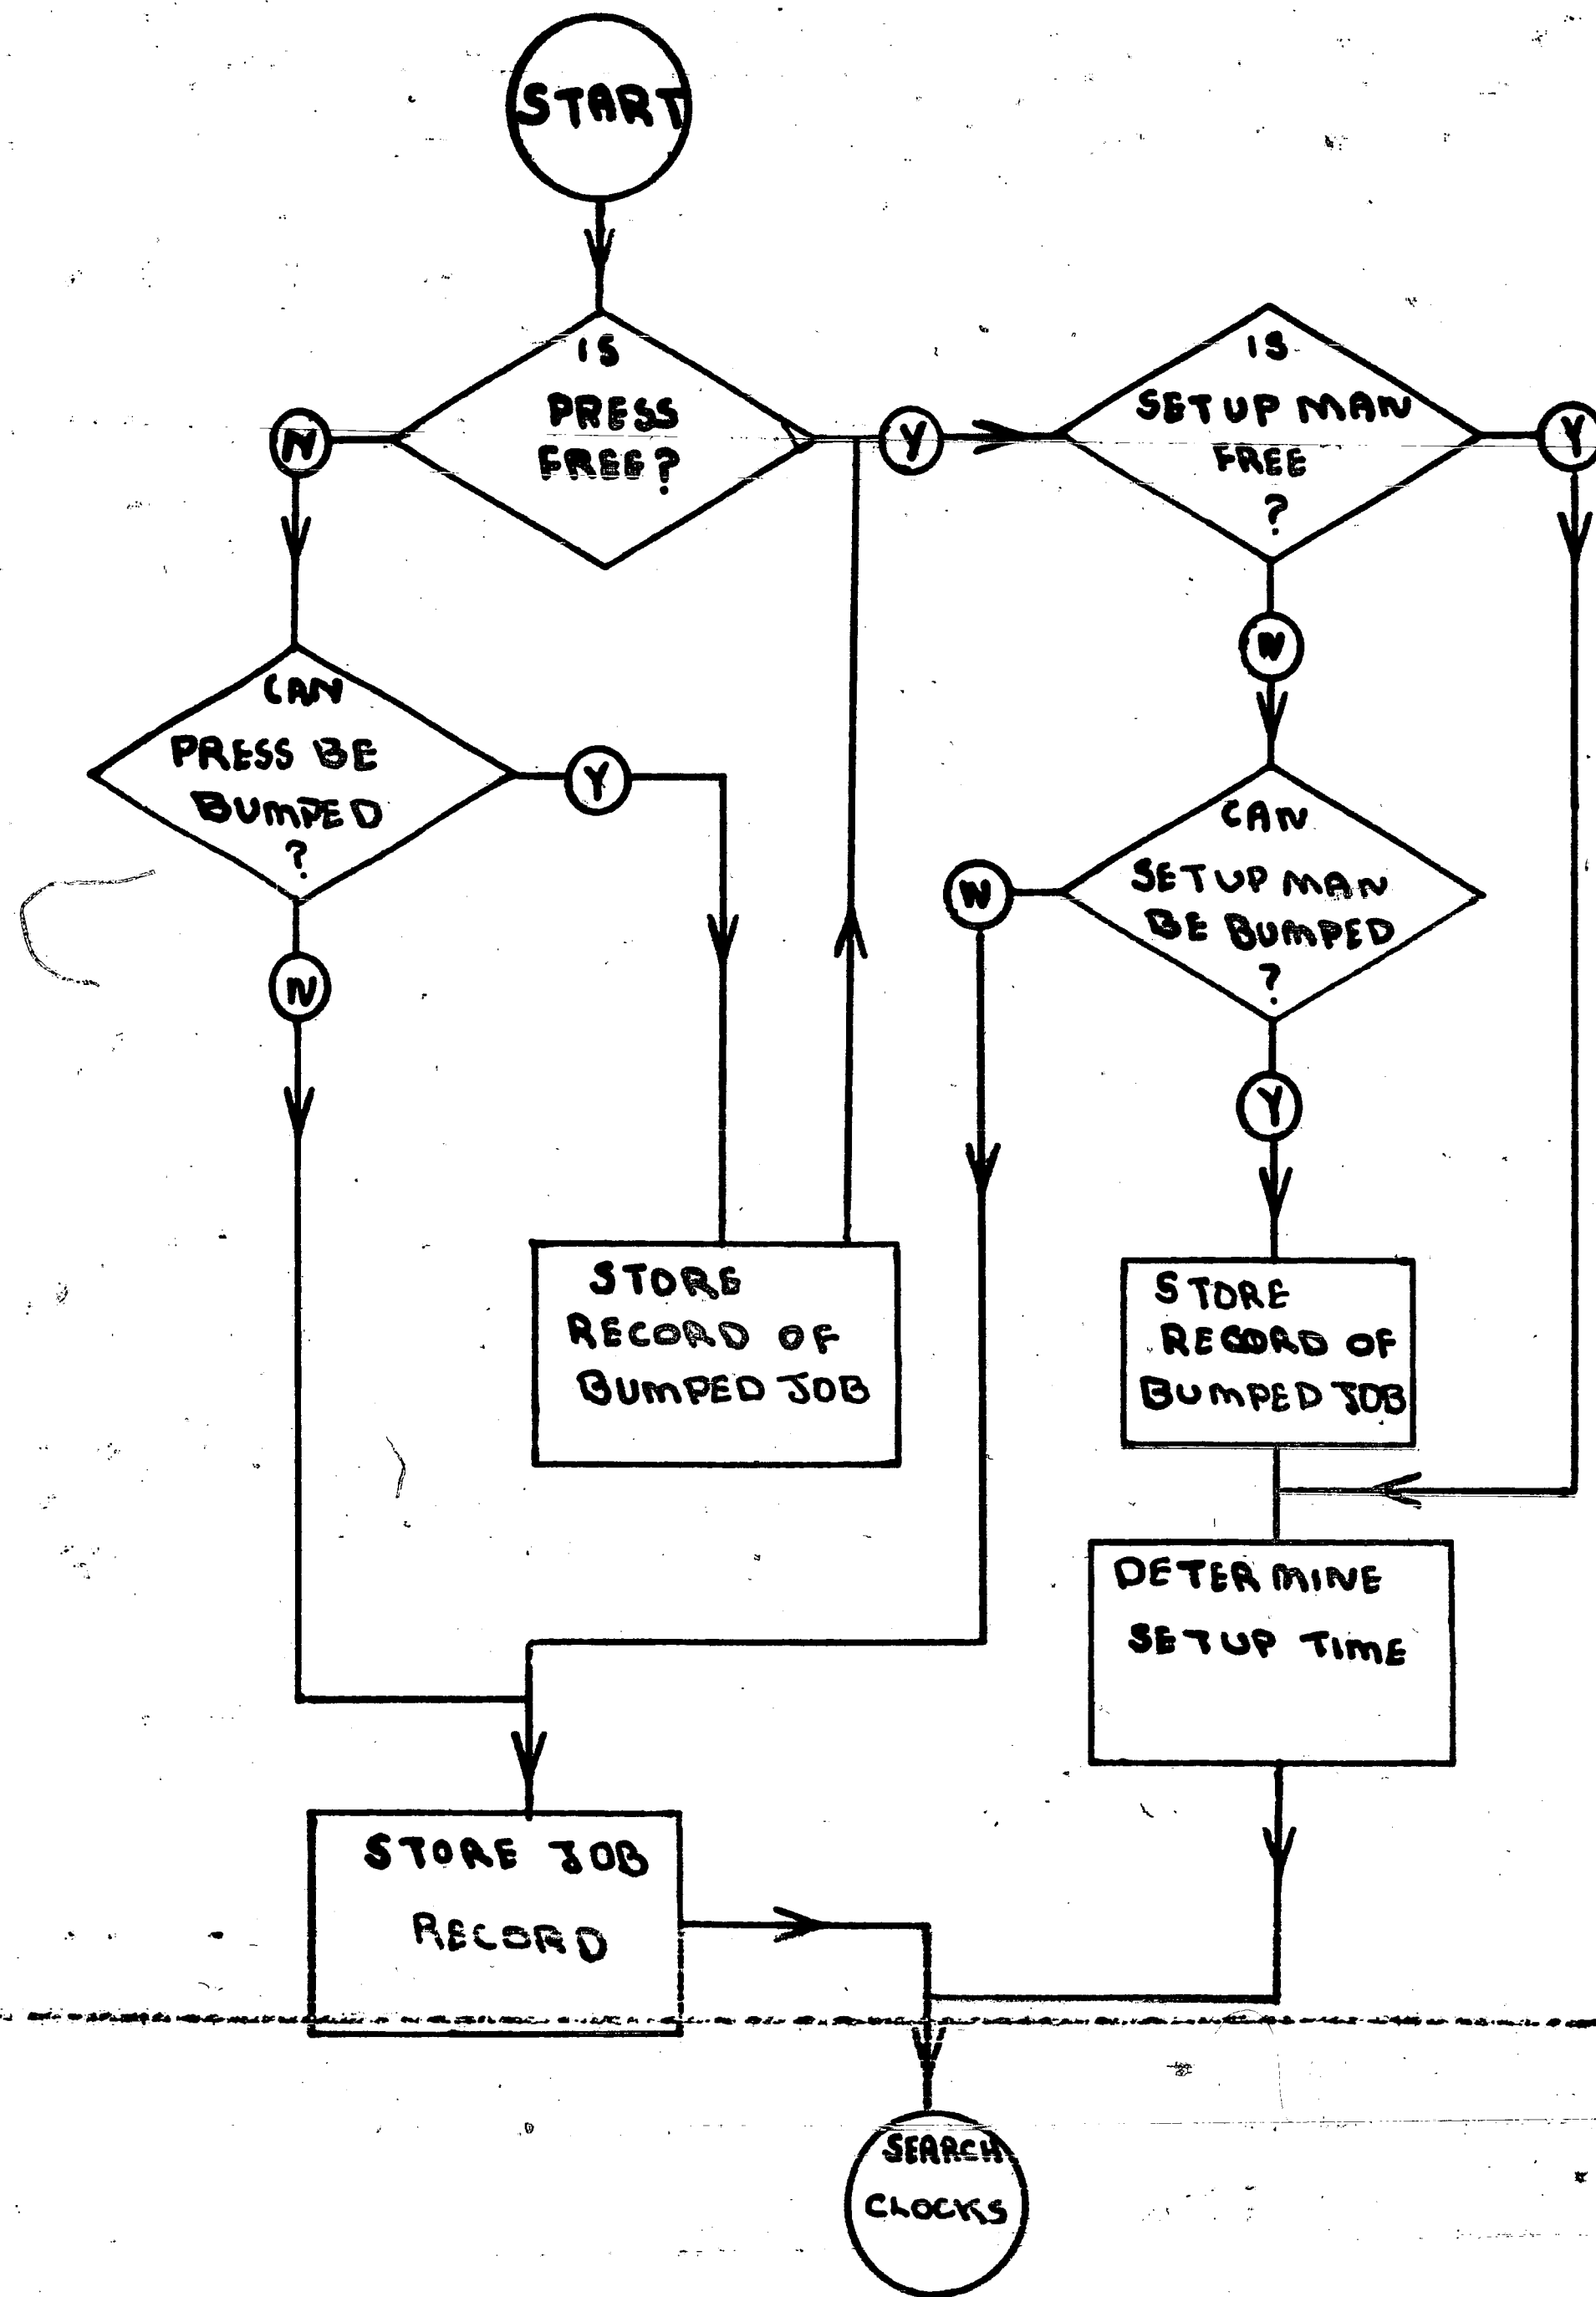 START
IS
PRESS
FREE?
N
Y
IS
SETUP MAN
FREE
?
Y
N
CAN
PRESS BE
BUMPED
?
Y
N
CAN
SETUP MAN
BE BUMPED
?
N
Y
STORE
RECORD OF
BUMPED JOB
STORE
RECORD OF
BUMPED JOB
DETERMINE
SETUP TIME
STORE JOB
RECORD
SEARCH
CLOCKS